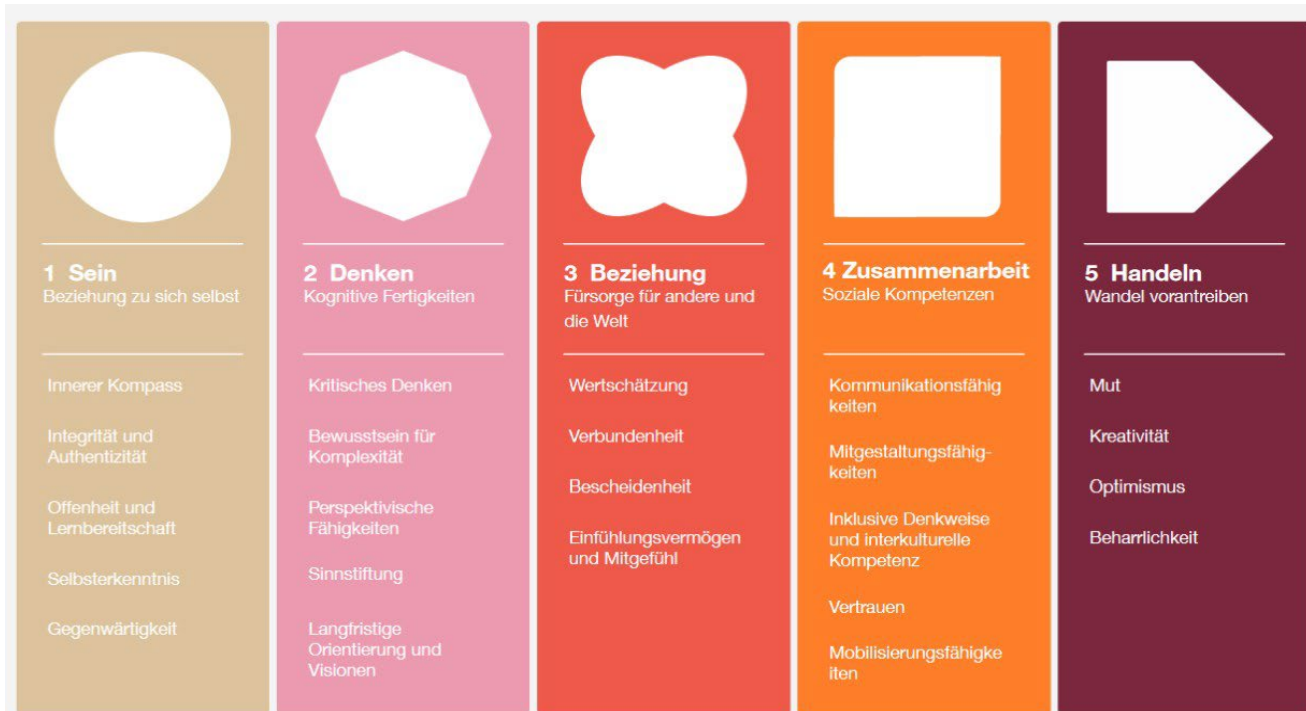 1 Sein
Beziehung zu sich selbst
Innerer Kompass
Integrität und
Authentizität
Offenheit und
Lernbereitschaft
Selbsterkenntnis
Gegenwärtigkeit
2 Denken
Kognitive Fertigkeiten
Kritisches Denken
Bewusstsein für
Komplexität
Perspektivische
Fähigkeiten
Sinnstiftung
Langfristige
Orientierung und
Visionen
3 Beziehung
Fürsorge für andere und
die Welt
Wertschätzung
Verbundenheit
Bescheidenheit
Einfühlungsvermögen
und Mitgefühl
4 Zusammenarbeit
Soziale Kompetenzen
Kommunikationsfähig
keiten
Mitgestaltungsfähig-
keiten
Inklusive Denkweise
und interkulturelle
Kompetenz
Vertrauen
Mobilisierungsfähigke
iten
5 Handeln
Wandel vorantreiben
Mut
Kreativität
Optimismus
Beharrlichkeit